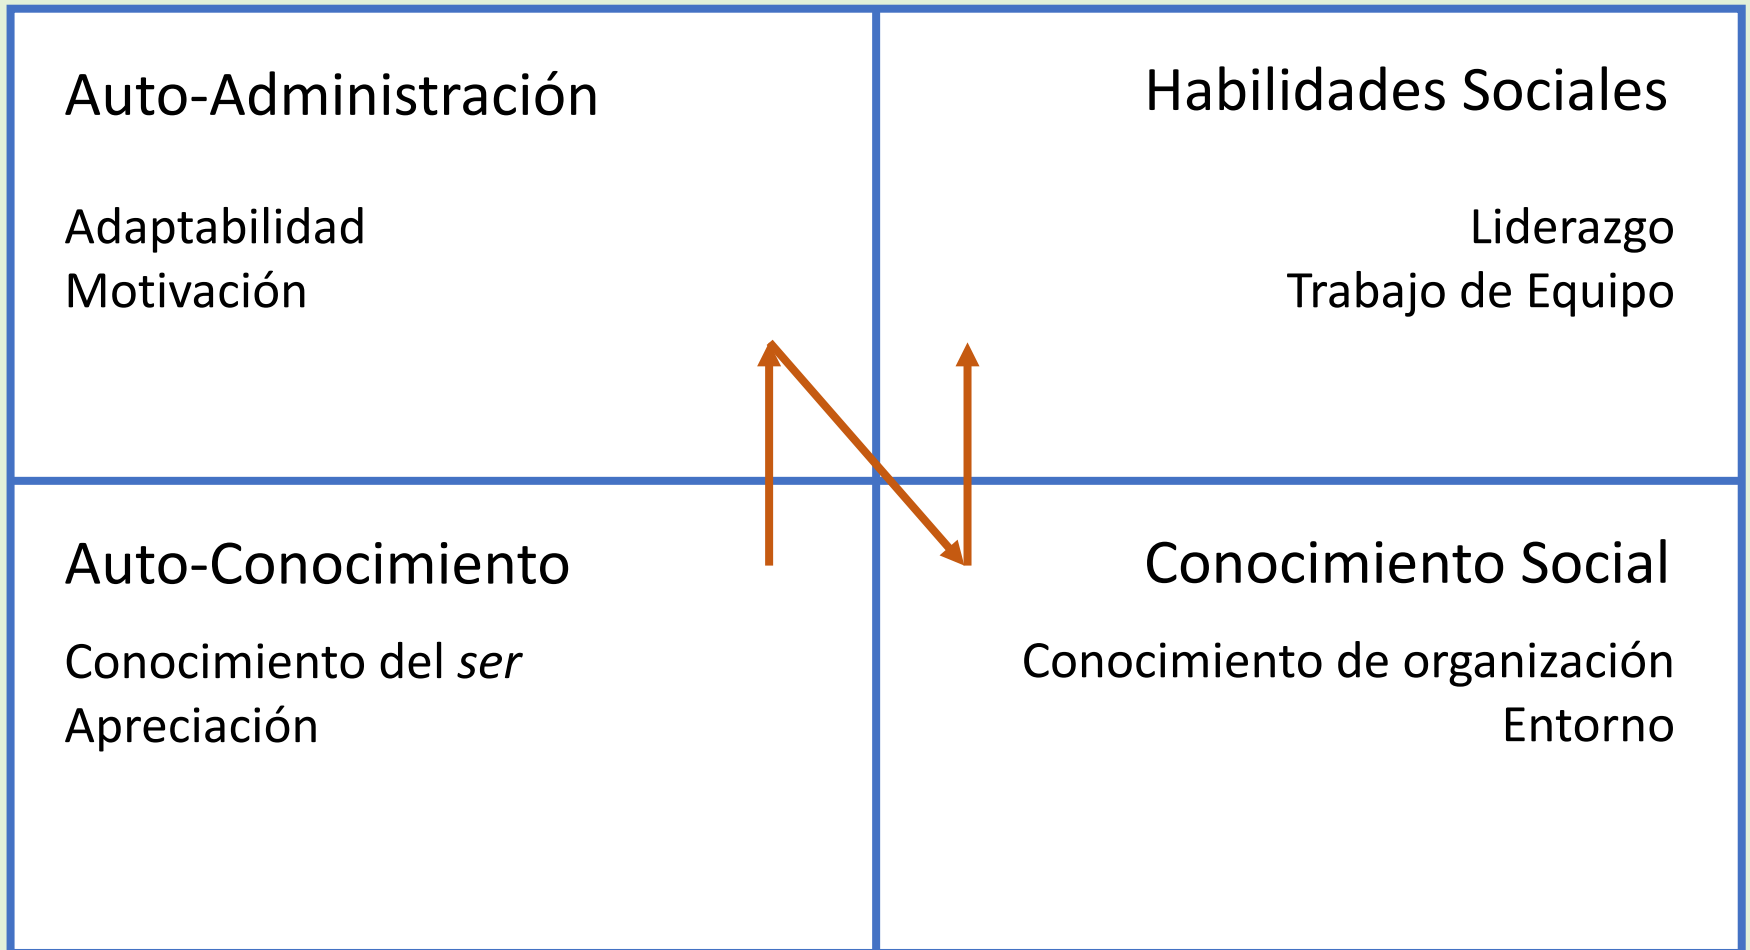 Auto-Administración
Adaptabilidad
Motivación
Habilidades Sociales
Liderazgo
Trabajo de Equipo
Auto-Conocimiento
Conocimiento del ser
Apreciación
Conocimiento Social
Conocimiento de organización
Entorno